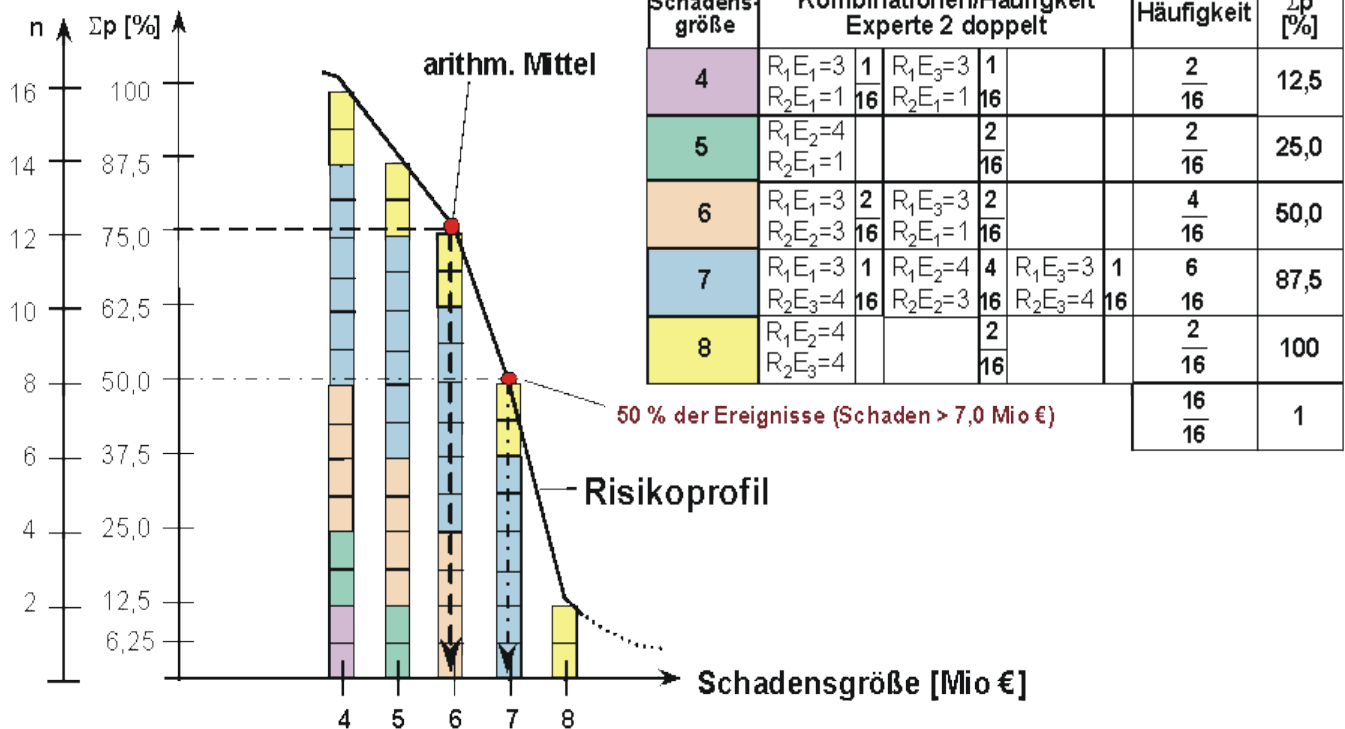 n
Σp [%]
16
14
12
10
8
6
4
2
100
87,5
75,0
62,5
50,0
37,5
25,0
12,5
6,25
arithm. Mittel
50 % der Ereignisse (Schaden > 7,0 Mio €)
Risikoprofil
4 5 6 7 8
Schadensgröße [Mio €]
Schadens-
größe
Kombinationen/Häufigkeit
Experte 2 doppelt
Häufigkeit
Σp
[%]
4
R₁E₁=3 1 R₁E₃=3 1
R₂E₁=1 16 R₂E₁=1 16
2
16
12,5
5
R₁E₂=4 2
R₂E₁=1 16
2
16
25,0
6
R₁E₁=3 2 R₁E₃=3 2
R₂E₂=3 16 R₂E₁=1 16
4
16
50,0
7
R₁E₁=3 1 R₁E₂=4 4 R₁E₃=3 1
R₂E₃=4 16 R₂E₂=3 16 R₂E₃=4 16
6
16
87,5
8
R₁E₂=4 2
R₂E₃=4 16
2
16
100
16
16
1